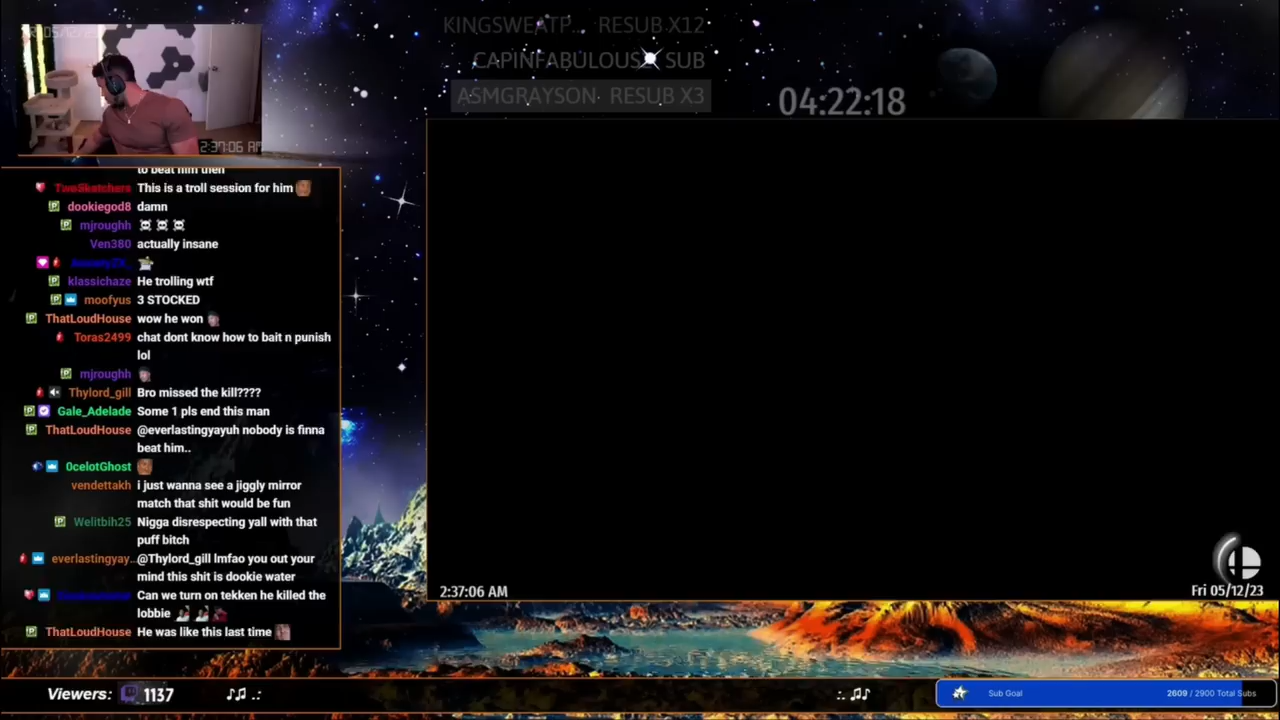 KINGSWEATP... RESUB X12
CAPINFABULOUS SUB
ASMGRAYSON RESUB X3
04:22:18
2:37:06 AM
to beat him then
TwoSketchers This is a troll session for him
dookiegod8 damn
mjroughh
Ven380 actually insane
klassichaze He trolling wtf
moofyus 3 STOCKED
ThatLoudHouse wow he won
Toras2499 chat dont know how to bait n punish
lol
mjroughh
Thylord_gill Bro missed the kill????
Gale_Adelade Some 1 pls end this man
ThatLoudHouse @everlastingyayuh nobody is finna
beat him..
0celotGhost
vendettakh i just wanna see a jiggly mirror
match that shit would be fun
Welitbih25 Nigga disrespecting yall with that
puff bitch
everlastingyay... @Thylord_gill lmfao you out your
mind this shit is dookie water
Can we turn on tekken he killed the
lobbie
ThatLoudHouse He was like this last time
2:37:06 AM
Fri 05/12/23
Viewers: 1137
Sub Goal
2609 / 2900 Total Subs